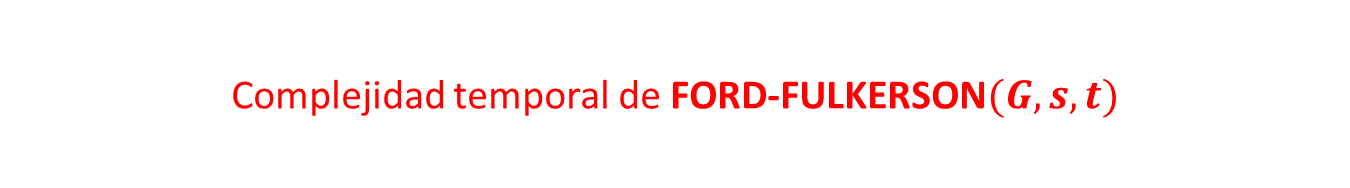 Complejidad temporal de FORD-FULKERSON(G, s, t)